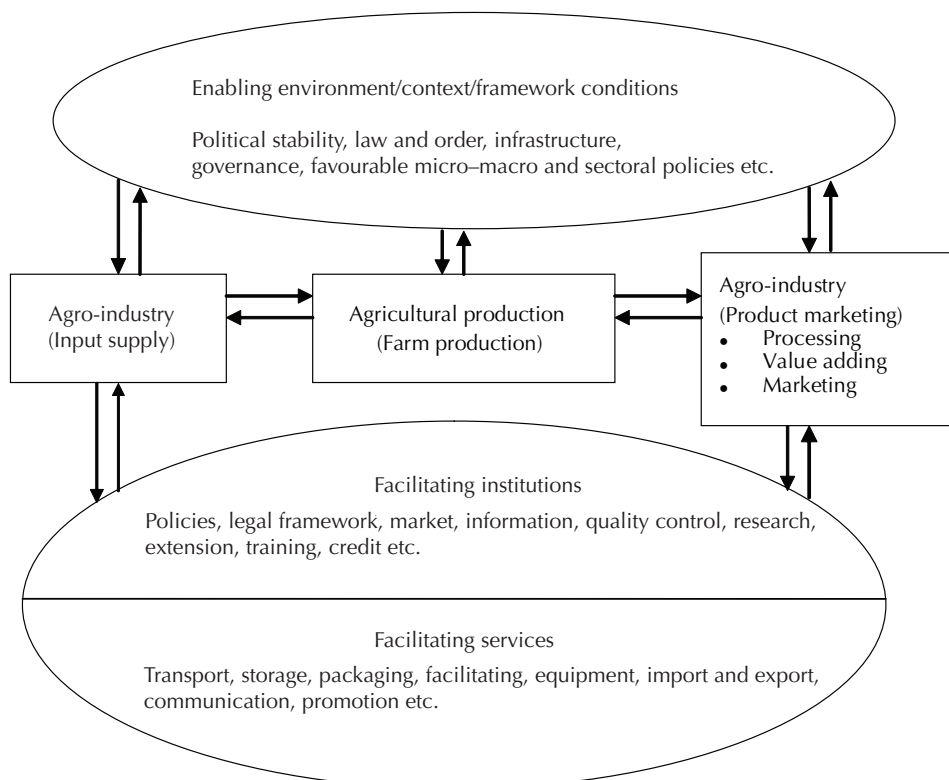 Enabling environment/context/framework conditions
Political stability, law and order, infrastructure,
governance, favourable micro–macro and sectoral policies etc.
Agro-industry
(Input supply)
Agricultural production
(Farm production)
Agro-industry
(Product marketing)
• Processing
• Value adding
• Marketing
Facilitating institutions
Policies, legal framework, market, information, quality control, research,
extension, training, credit etc.
Facilitating services
Transport, storage, packaging, facilitating, equipment, import and export,
communication, promotion etc.